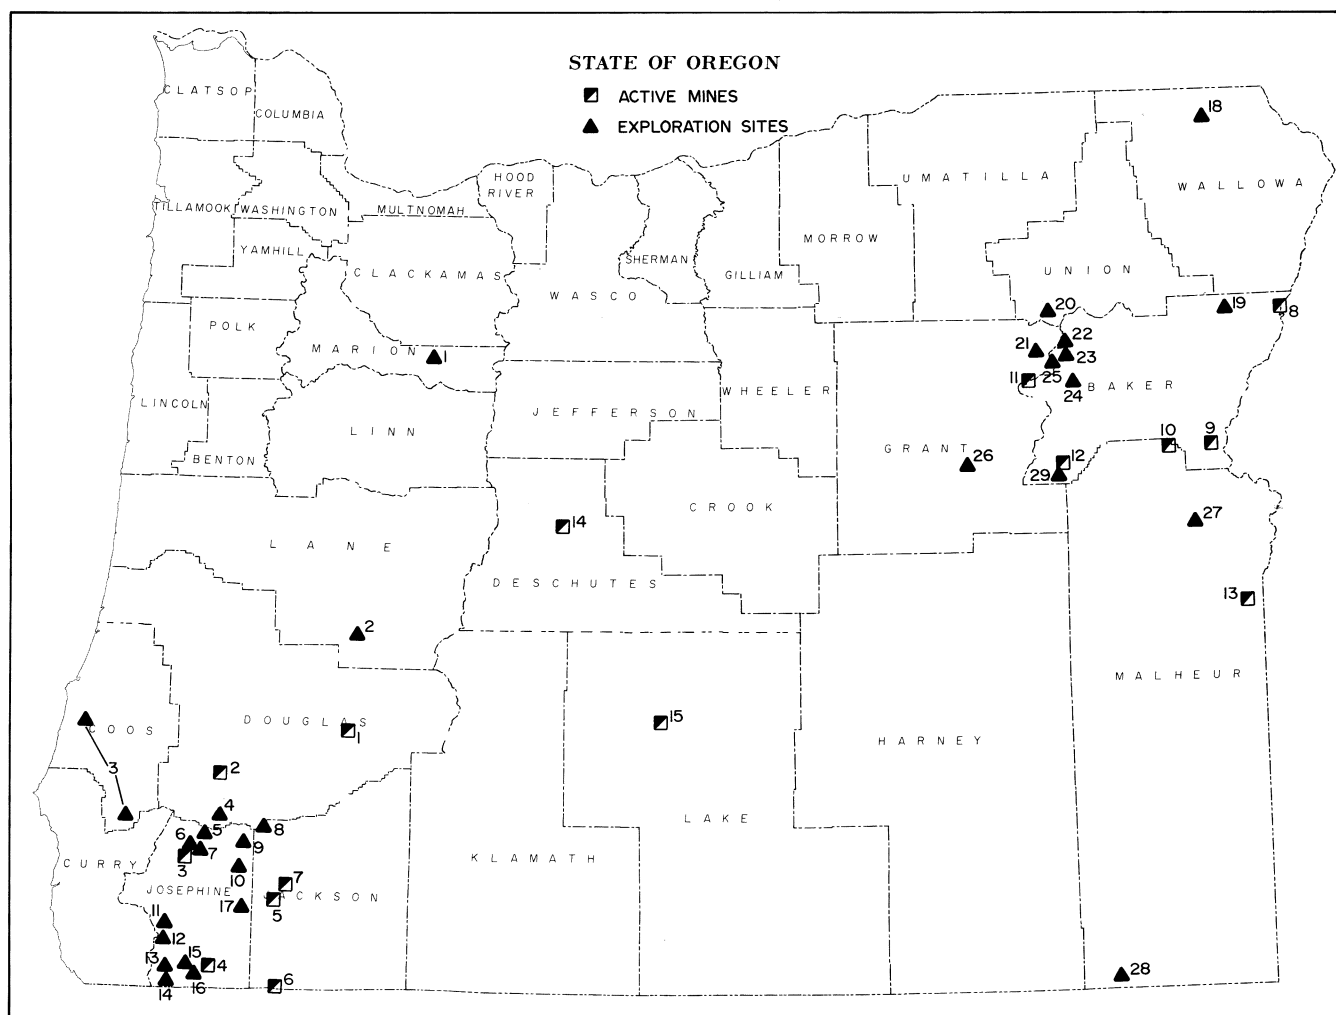 STATE OF OREGON
ACTIVE MINES
EXPLORATION SITES
CLATSOP
COLUMBIA
18
HOOD
RIVER
UMATILLA
WALLOWA
TILLAMOOK
WASHINGTON
MULTNOMAH
MORROW
YAMHILL
SHERMAN
CLACKAMAS
GILLIAM
UNION
WASCO
20
19
8
POLK
22
MARION
1
21
23
25
11
24
BAKER
WHEELER
LINCOLN
JEFFERSON
LINN
10
9
BENTON
GRANT
26
12
29
CROOK
27
14
LANE
DESCHUTES
13
2
MALHEUR
COOS
DOUGLAS
15
1
HARNEY
3
2
4
LAKE
5
8
6
7
9
CURRY
3
KLAMATH
10
7
JOSEPHINE
JACKSON
17
5
11
12
13
15
4
16
14
6
28